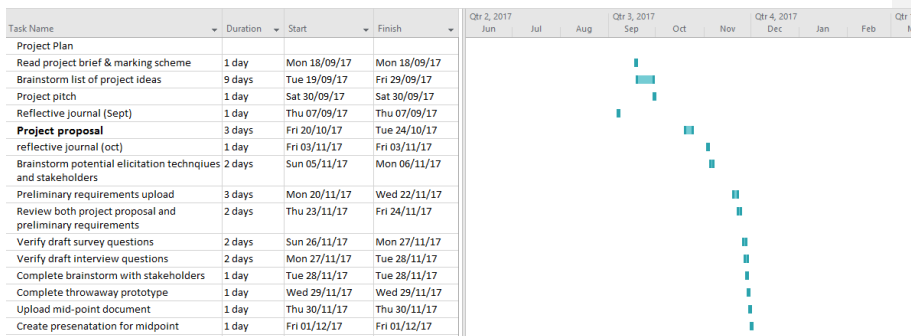 Qtr 2, 2017 Qtr 3, 2017 Qtr 4, 2017 Qtr
Task Name Duration Start Finish Jun Jul Aug Sep Oct Nov Dec Jan Feb
Project Plan
Read project brief & marking scheme 1 day Mon 18/09/17 Mon 18/09/17
Brainstorm list of project ideas 9 days Tue 19/09/17 Fri 29/09/17
Project pitch 1 day Sat 30/09/17 Sat 30/09/17
Reflective journal (Sept) 1 day Thu 07/09/17 Thu 07/09/17
Project proposal 3 days Fri 20/10/17 Tue 24/10/17
reflective journal (oct) 1 day Fri 03/11/17 Fri 03/11/17
Brainstorm potential elicitation technqiues 2 days Sun 05/11/17 Mon 06/11/17
and stakeholders
Preliminary requirements upload 3 days Mon 20/11/17 Wed 22/11/17
Review both project proposal and 2 days Thu 23/11/17 Fri 24/11/17
preliminary requirements
Verify draft survey questions 2 days Sun 26/11/17 Mon 27/11/17
Verify draft interview questions 2 days Mon 27/11/17 Tue 28/11/17
Complete brainstorm with stakeholders 1 day Tue 28/11/17 Tue 28/11/17
Complete throwaway prototype 1 day Wed 29/11/17 Wed 29/11/17
Upload mid-point document 1 day Thu 30/11/17 Thu 30/11/17
Create presenatation for midpoint 1 day Fri 01/12/17 Fri 01/12/17